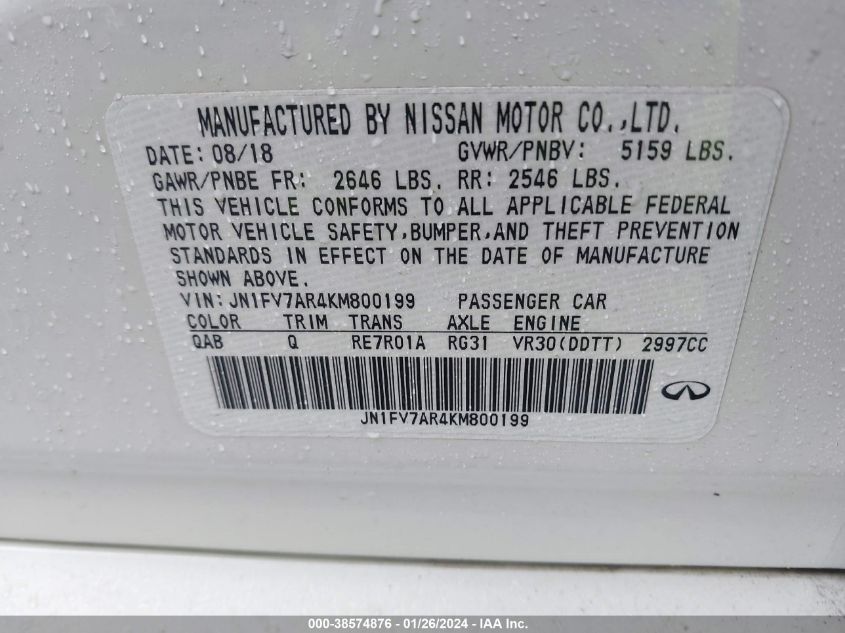 MANUFACTURED BY NISSAN MOTOR CO.,LTD.
DATE: 08/18 GVWR/PNBV: 5159 LBS.
GAWR/PNBE FR: 2646 LBS. RR: 2546 LBS.
THIS VEHICLE CONFORMS TO ALL APPLICABLE FEDERAL
MOTOR VEHICLE SAFETY,BUMPER,AND THEFT PREVENTION
STANDARDS IN EFFECT ON THE DATE OF MANUFACTURE
SHOWN ABOVE.
VIN: JN1FV7AR4KM800199 PASSENGER CAR
COLOR TRIM TRANS AXLE ENGINE
QAB Q RE7R01A RG31 VR30(DDTT) 2997CC
JN1FV7AR4KM800199
000-38574876 - 01/26/2024 - IAA Inc.